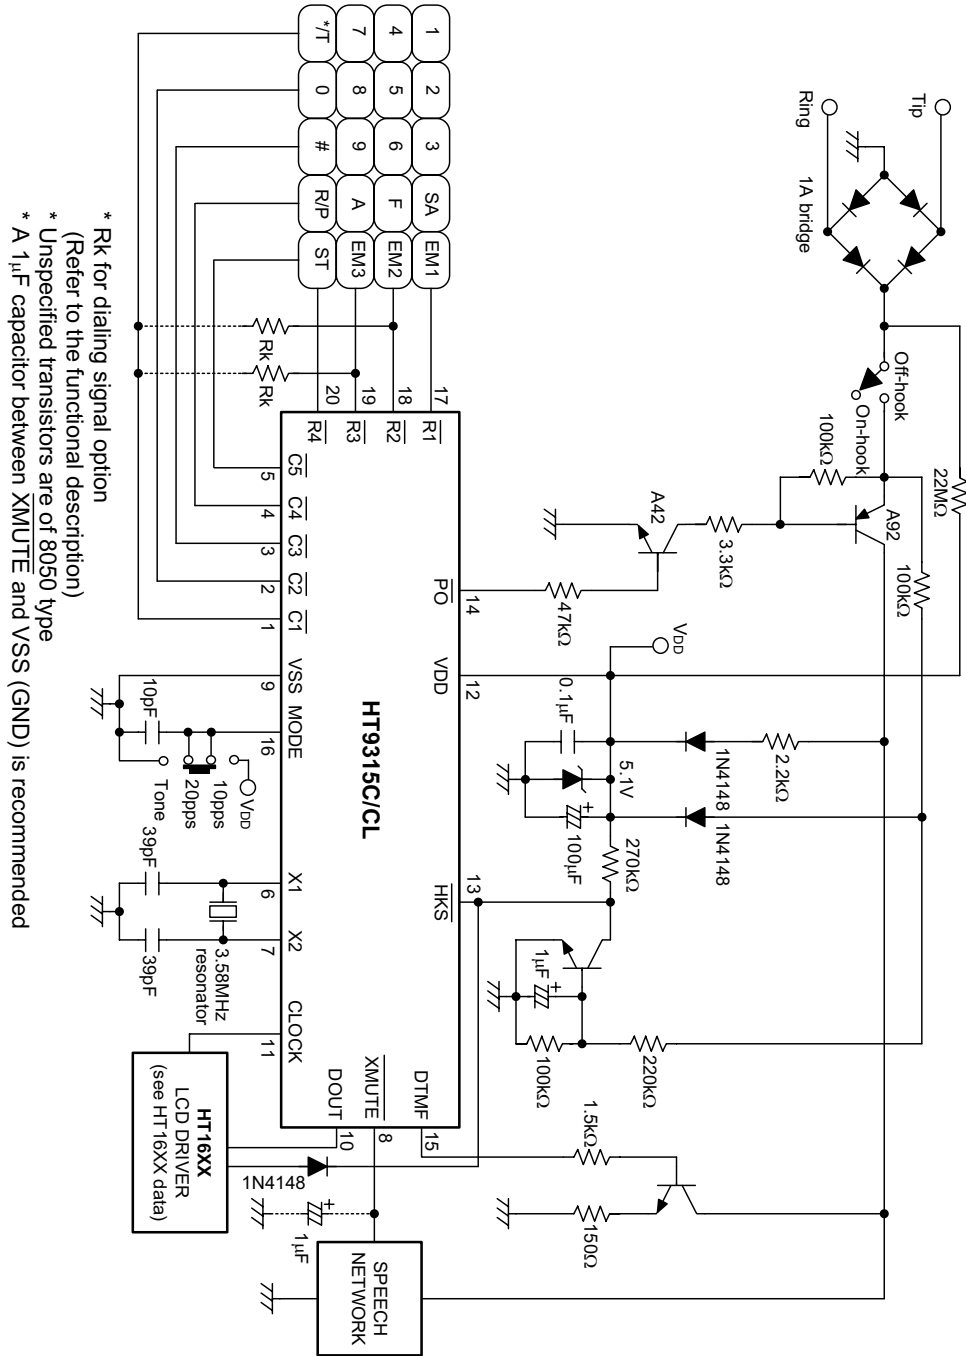 Tip
Ring
1A bridge
Off-hook
On-hook
22MΩ
100kΩ
A92
100kΩ
3.3kΩ
A42
47kΩ
VDD
0.1μF
5.1V
100μF
1N4148
2.2kΩ
1N4148
270kΩ
1μF
+
+
100kΩ
220kΩ
1.5kΩ
150Ω
1
2
3
SA
EM1
4
5
6
F
EM2
7
8
9
A
EM3
*/T
0
#
R/P
ST
Rk
Rk
17
18
19
20
R1
R2
R3
R4
14
PO
12
VDD
13
HKS
HT9315C/CL
C5
C4
C3
C2
C1
5
4
3
2
1
VSS
MODE
X1
X2
CLOCK
9
16
6
7
11
DTMF
15
XMUTE
8
DOUT
10
10pF
Tone
20pps
10pps
VDD
39pF
39pF
3.58MHz
resonator
HT16XX
LCD DRIVER
(see HT16XX data)
1N4148
+
1μF
SPEECH
NETWORK
* Rk for dialing signal option
(Refer to the functional description)
* Unspecified transistors are of 8050 type
* A 1μF capacitor between XMUTE and VSS (GND) is recommended